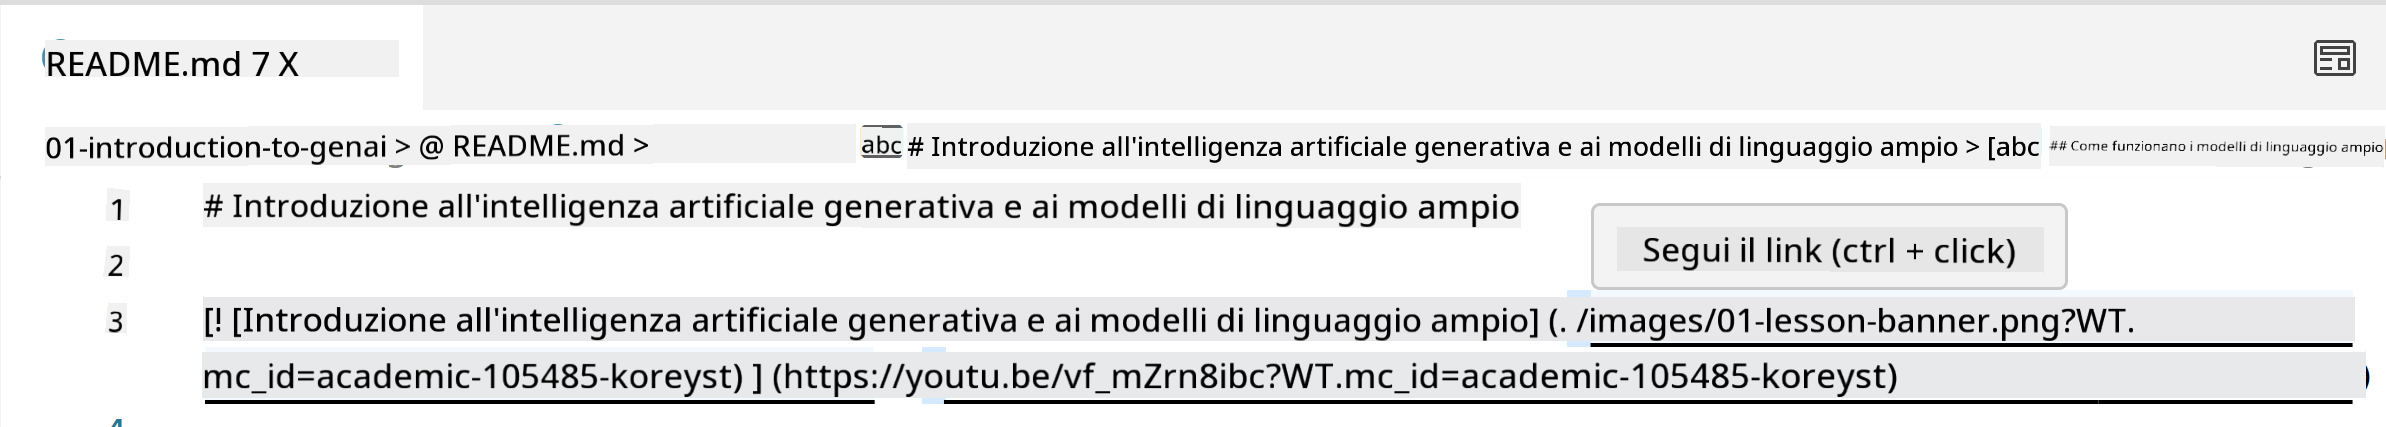 README.md 7 X
01-introduction-to-genai > @ README.md > abc # Introduzione all'intelligenza artificiale generativa e ai modelli di linguaggio ampio > [abc ## Come funzionano i modelli di linguaggio ampio
1 # Introduzione all'intelligenza artificiale generativa e ai modelli di linguaggio ampio
Segui il link (ctrl + click)
2
3 [! [Introduzione all'intelligenza artificiale generativa e ai modelli di linguaggio ampio] (. /images/01-lesson-banner.png?WT.
mc_id=academic-105485-koreyst) ] (https://youtu.be/vf_mZrn8ibc?WT.mc_id=academic-105485-koreyst)
4